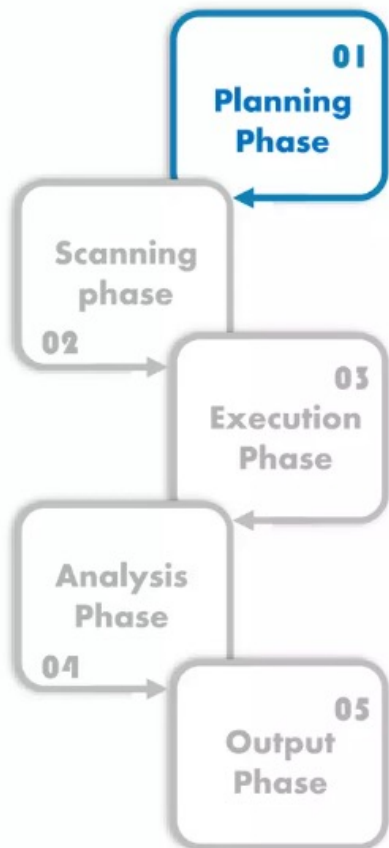 01
Planning
Phase
Scanning
phase
02
03
Execution
Phase
Analysis
Phase
04
05
Output
Phase